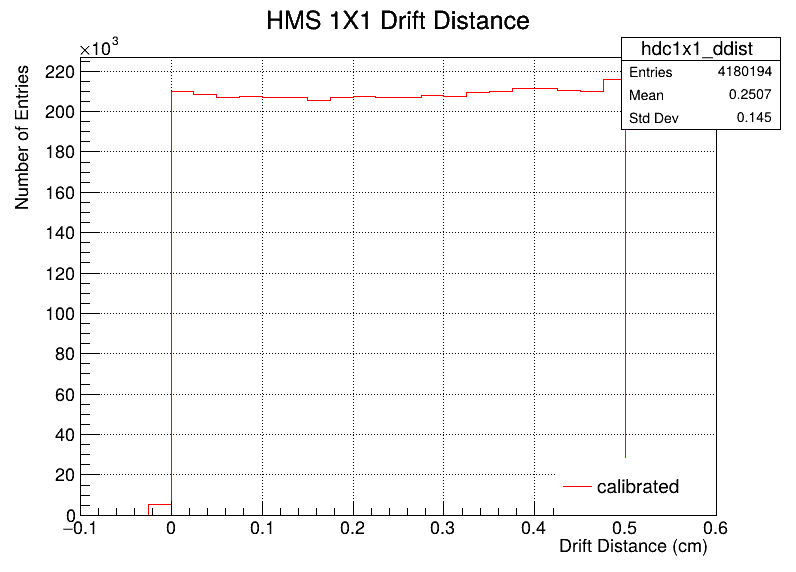 HMS 1X1 Drift Distance
×10³
hdc1x1_ddist
Entries 4180194
Mean 0.2507
Std Dev 0.145
Number of Entries
220
200
180
160
140
120
100
80
60
40
20
0
calibrated
−0.1 0 0.1 0.2 0.3 0.4 0.5 0.6
Drift Distance (cm)